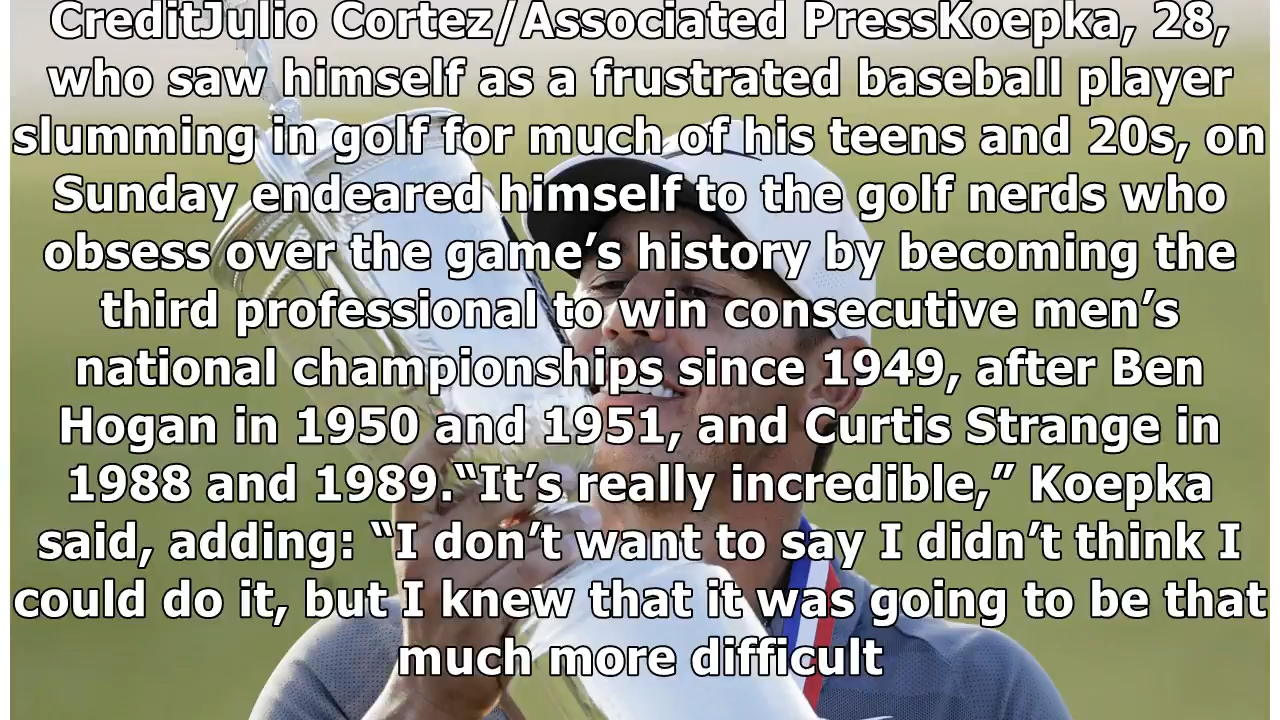 CreditJulio Cortez/Associated PressKoepka, 28,
who saw himself as a frustrated baseball player
slumming in golf for much of his teens and 20s, on
Sunday endeared himself to the golf nerds who
obsess over the game’s history by becoming the
third professional to win consecutive men’s
national championships since 1949, after Ben
Hogan in 1950 and 1951, and Curtis Strange in
1988 and 1989.“It’s really incredible,” Koepka
said, adding: “I don’t want to say I didn’t think I
could do it, but I knew that it was going to be that
much more difficult